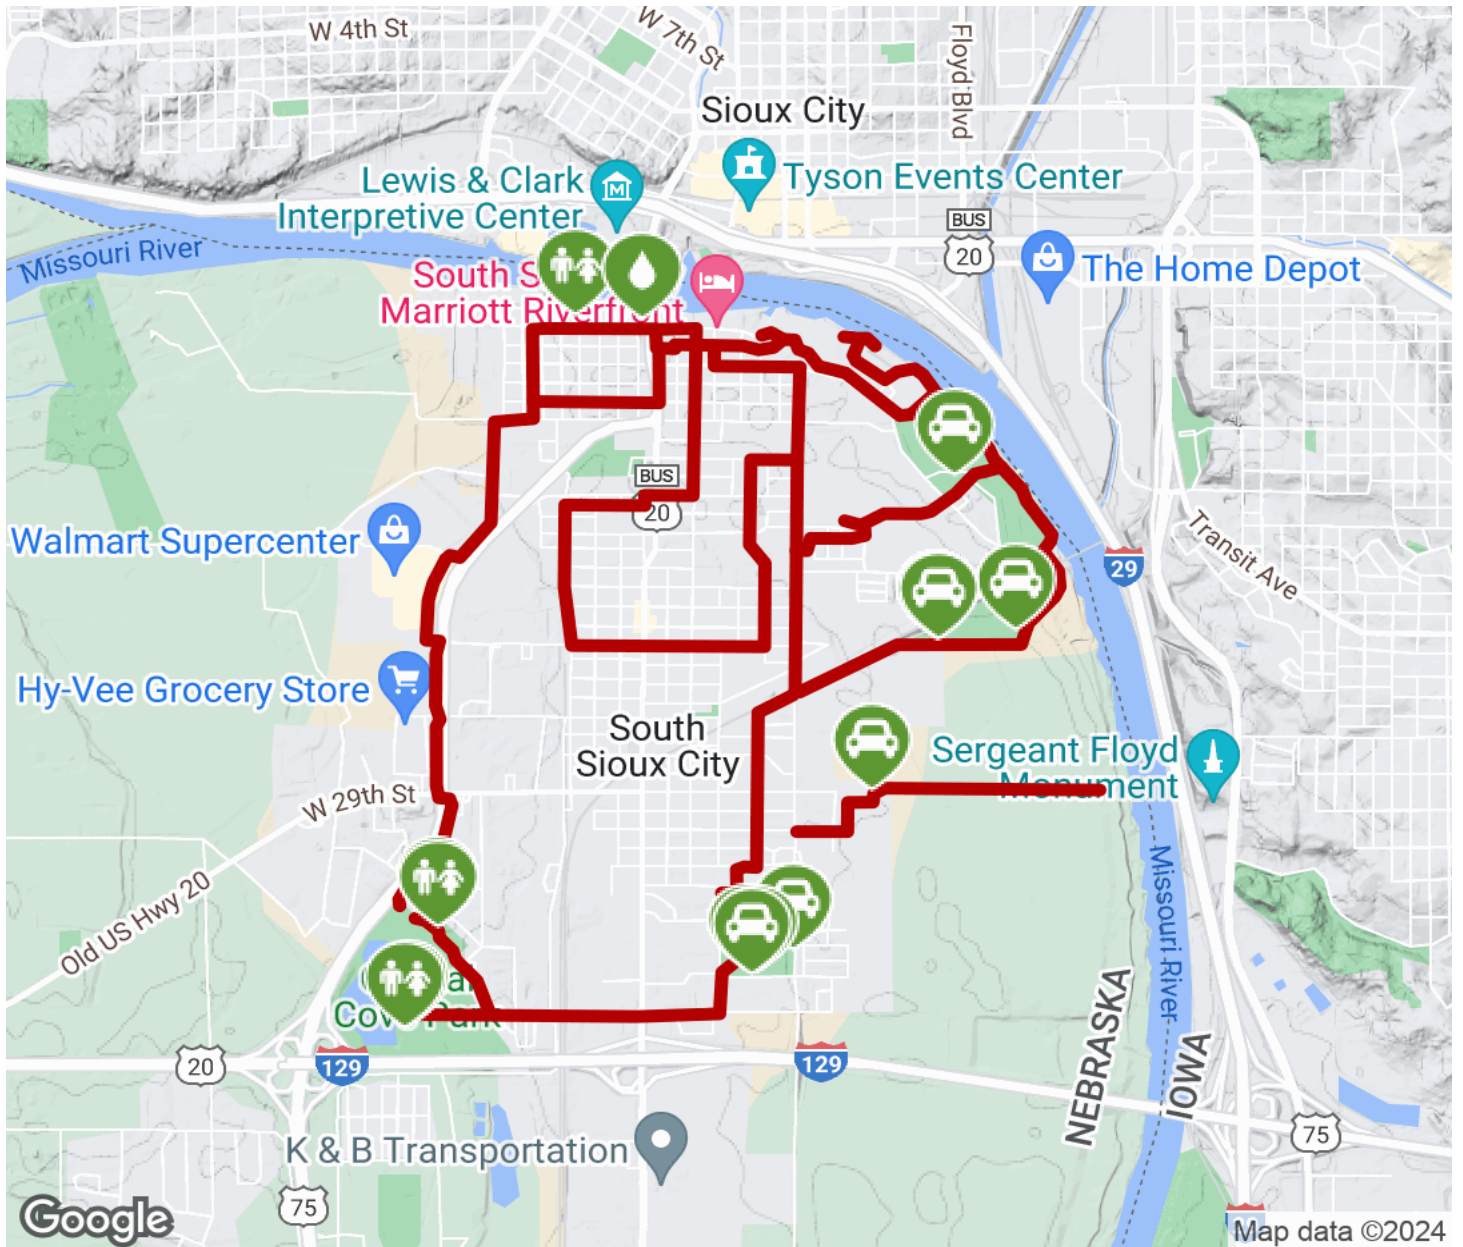 W 4th St
W 7th St
Floyd Blvd
Sioux City
Lewis & Clark
Interpretive Center
Tyson Events Center
BUS
20
Missouri River
The Home Depot
South S
Marriott Riverfront
BUS
20
Walmart Supercenter
Transit Ave
29
Hy-Vee Grocery Store
South
Sioux City
Sergeant Floyd
Monument
W 29th St
Old US Hwy 20
Missouri River
Park
20
129
129
NEBRASKA
IOWA
K & B Transportation
75
75
Google
Map data ©2024